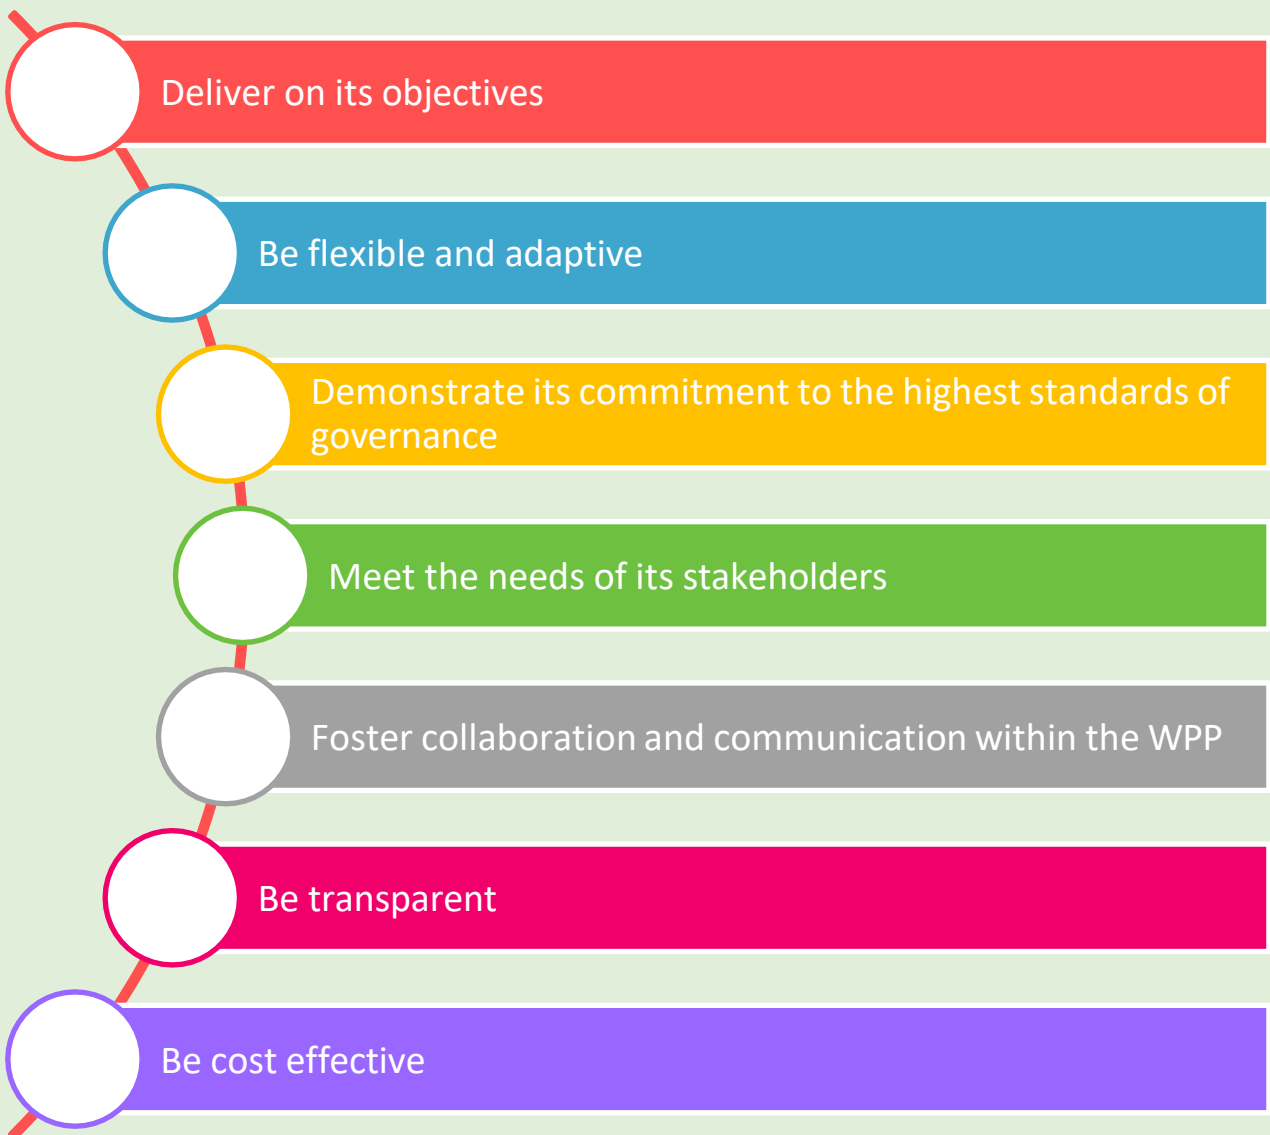 Deliver on its objectives
Be flexible and adaptive
Demonstrate its commitment to the highest standards of
governance
Meet the needs of its stakeholders
Foster collaboration and communication within the WPP
Be transparent
Be cost effective